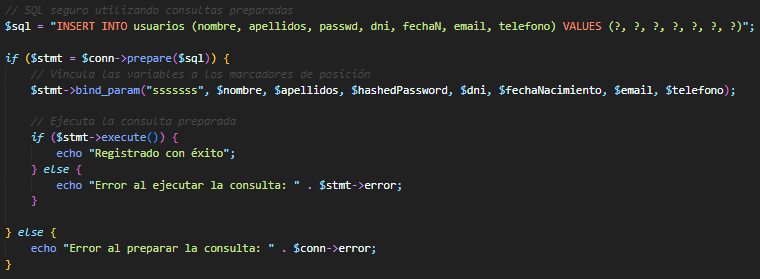 // SQL seguro utilizando consultas preparadas
$sql = "INSERT INTO usuarios (nombre, apellidos, passwd, dni, fechaN, email, telefono) VALUES (?, ?, ?, ?, ?, ?, ?)";
if ($stmt = $conn->prepare($sql)) {
// Vincula las variables a los marcadores de posición
$stmt->bind_param("sssssss", $nombre, $apellidos, $hashedPassword, $dni, $fechaNacimiento, $email, $telefono);
// Ejecuta la consulta preparada
if ($stmt->execute()) {
echo "Registrado con éxito";
} else {
echo "Error al ejecutar la consulta: " . $stmt->error;
}
} else {
echo "Error al preparar la consulta: " . $conn->error;
}